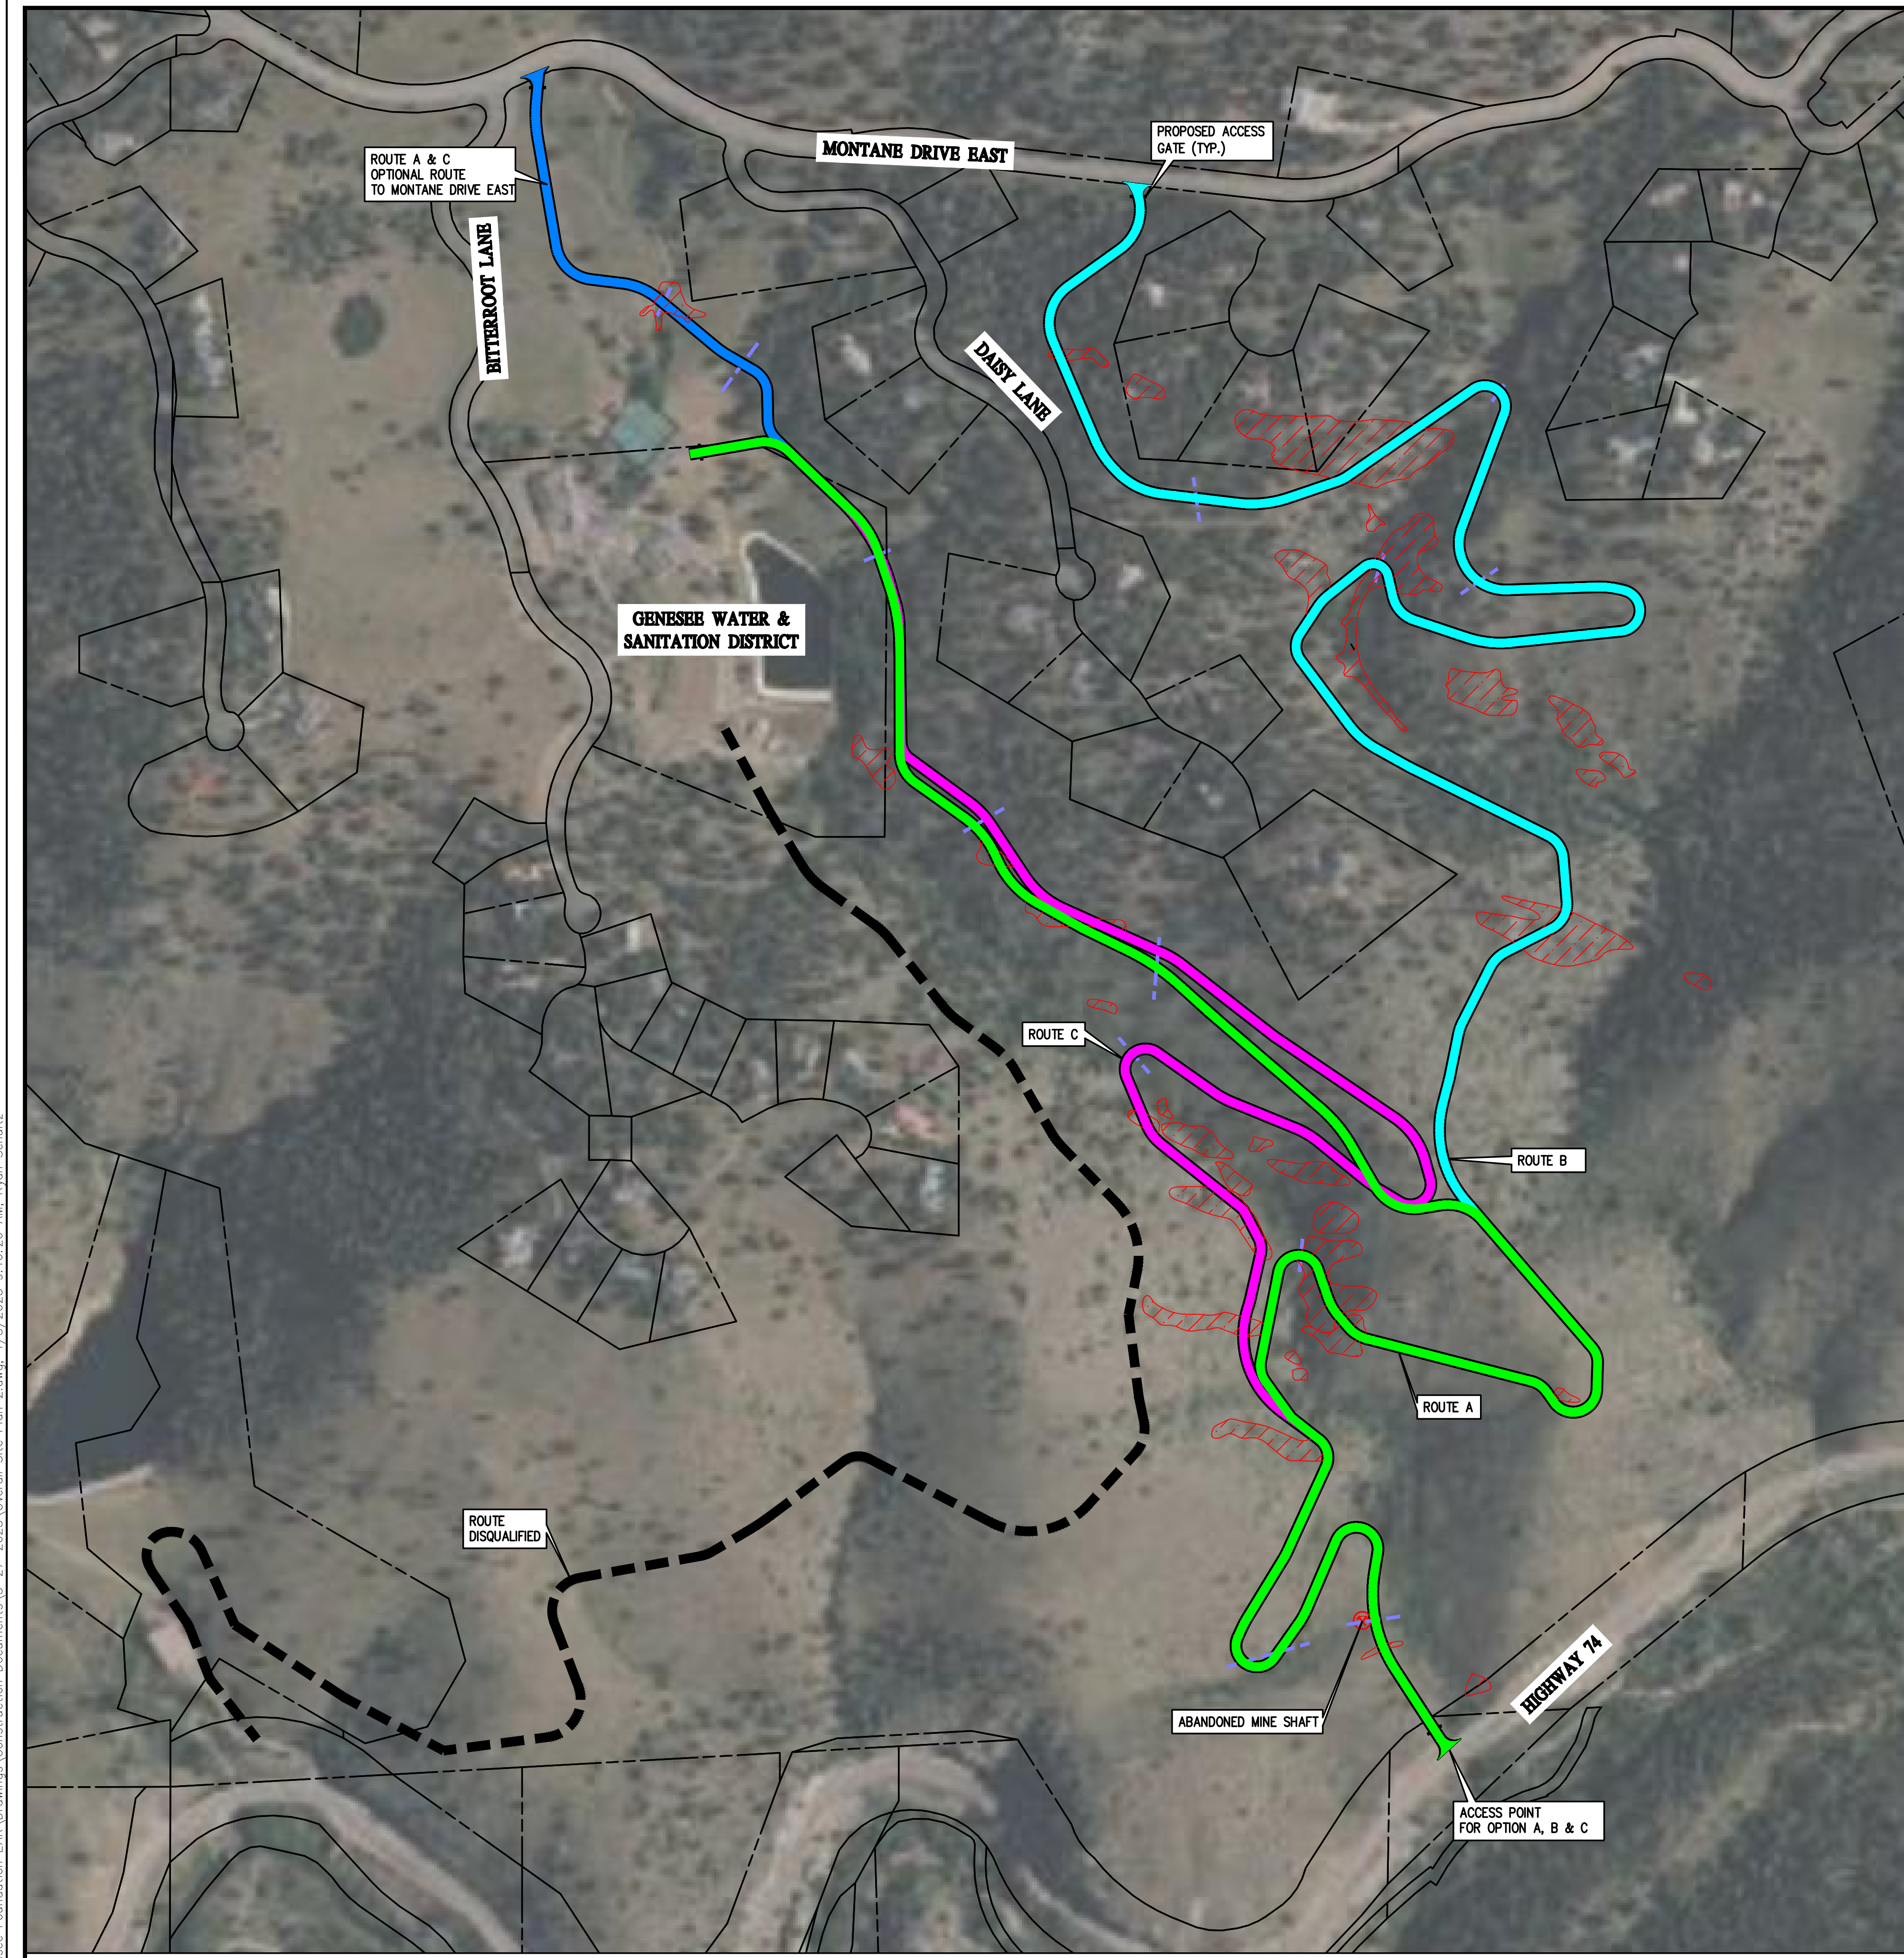 MONTANE DRIVE EAST
PROPOSED ACCESS
GATE (TYP.)
ROUTE A & C
OPTIONAL ROUTE
TO MONTANE DRIVE EAST
BITTERROOT LANE
DAISY LANE
GENESEE WATER &
SANITATION DISTRICT
ROUTE C
ROUTE B
ROUTE A
ROUTE
DISQUALIFIED
HIGHWAY 74
ABANDONED MINE SHAFT
ACCESS POINT
FOR OPTION A, B & C